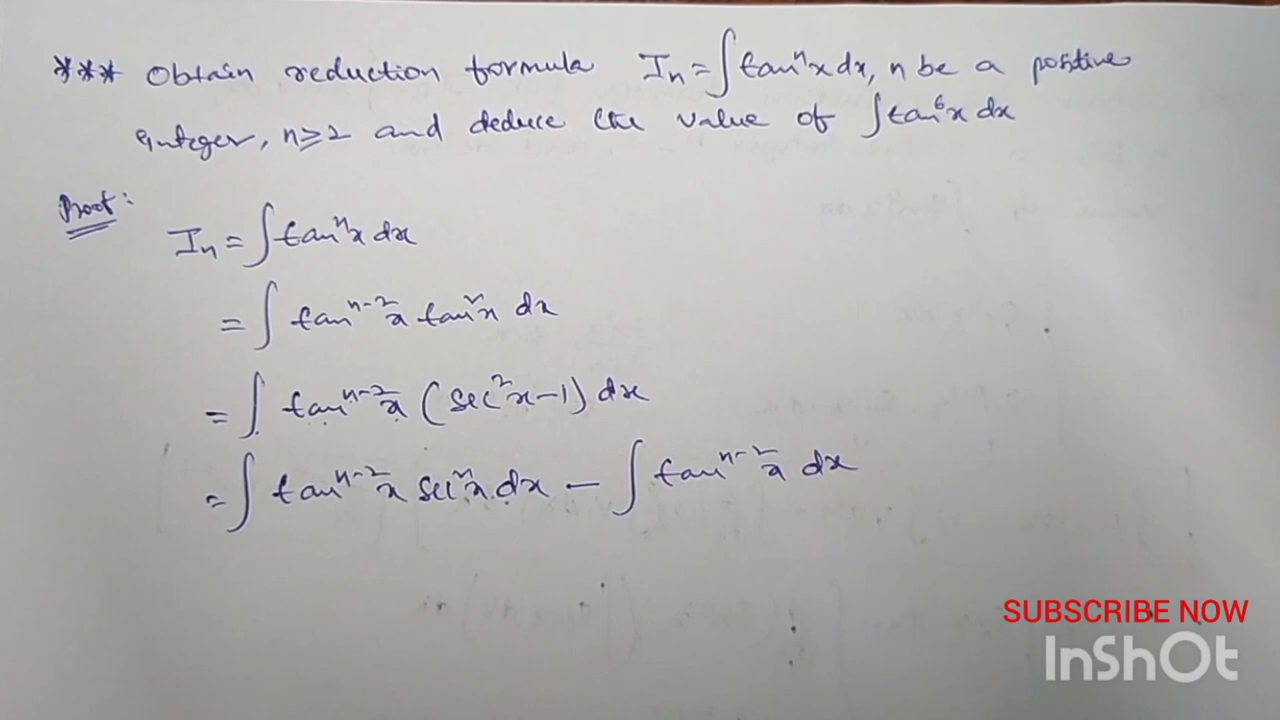 *** Obtain reduction formula Iₙ = ∫tanⁿx dx, n be a positive
integer, n≥2 and deduce the value of ∫tan⁶x dx
Proof:
Iₙ = ∫tanⁿx dx
= ∫ tanⁿ⁻²x tan²x dx
= ∫ tanⁿ⁻²x (sec²x-1) dx
= ∫ tanⁿ⁻²x sec²x dx - ∫ tanⁿ⁻²x dx
SUBSCRIBE NOW
InShOt